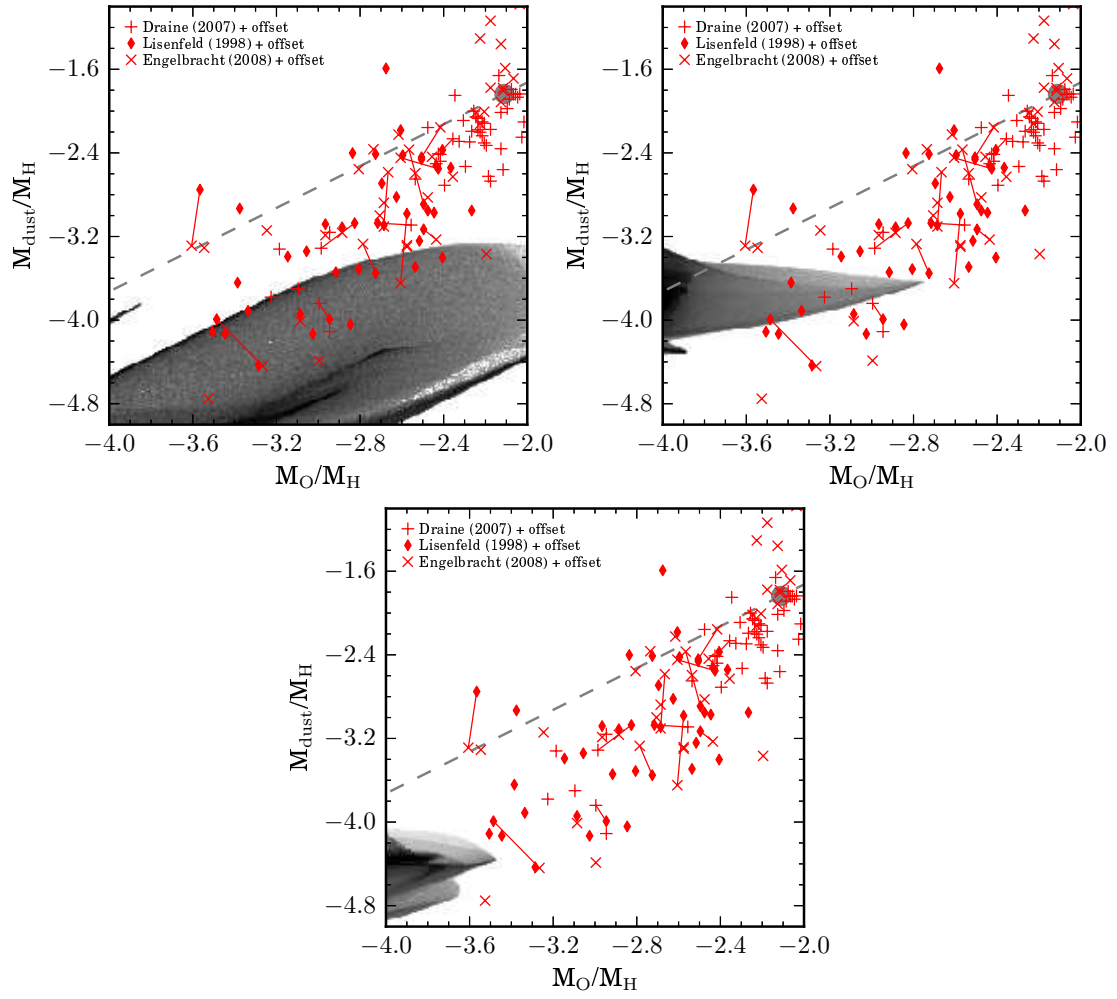 Draine (2007) + offset
Lisenfeld (1998) + offset
Engelbracht (2008) + offset
−1.6
−2.4
−3.2
−4.0
−4.8
M_dust/M_H
−4.0 −3.6 −3.2 −2.8 −2.4 −2.0
M_O/M_H
Draine (2007) + offset
Lisenfeld (1998) + offset
Engelbracht (2008) + offset
−1.6
−2.4
−3.2
−4.0
−4.8
M_dust/M_H
−4.0 −3.6 −3.2 −2.8 −2.4 −2.0
M_O/M_H
Draine (2007) + offset
Lisenfeld (1998) + offset
Engelbracht (2008) + offset
−1.6
−2.4
−3.2
−4.0
−4.8
M_dust/M_H
−4.0 −3.6 −3.2 −2.8 −2.4 −2.0
M_O/M_H